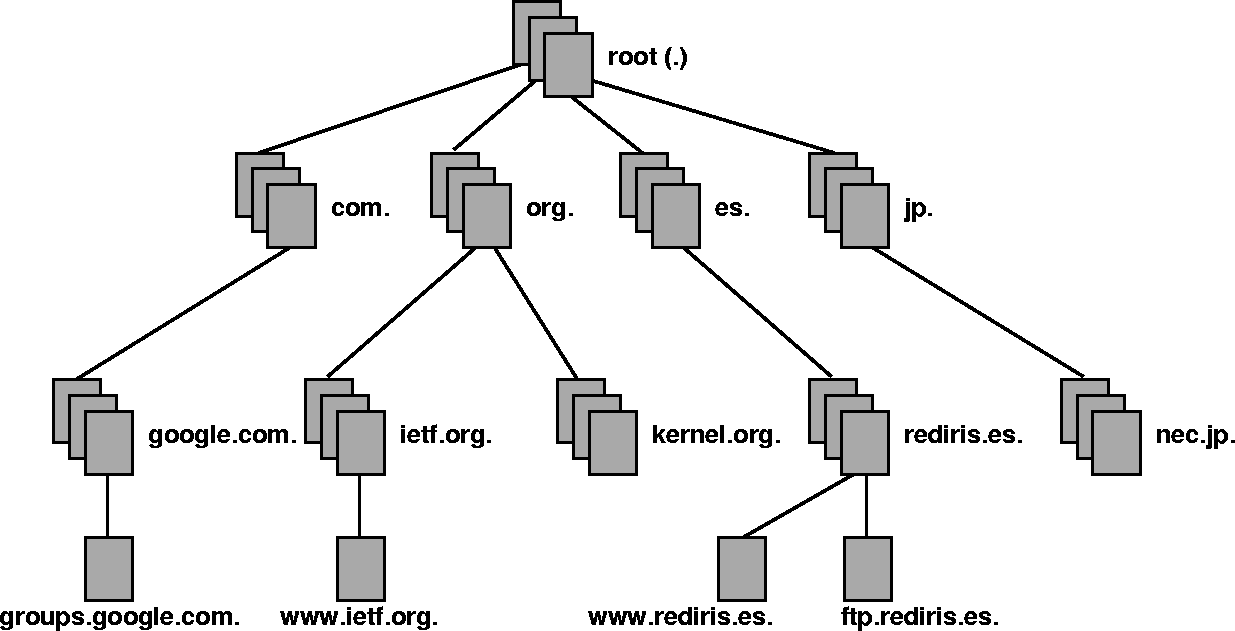 root (.)
com.
org.
es.
jp.
google.com.
ietf.org.
kernel.org.
rediris.es.
nec.jp.
groups.google.com.
www.ietf.org.
www.rediris.es.
ftp.rediris.es.